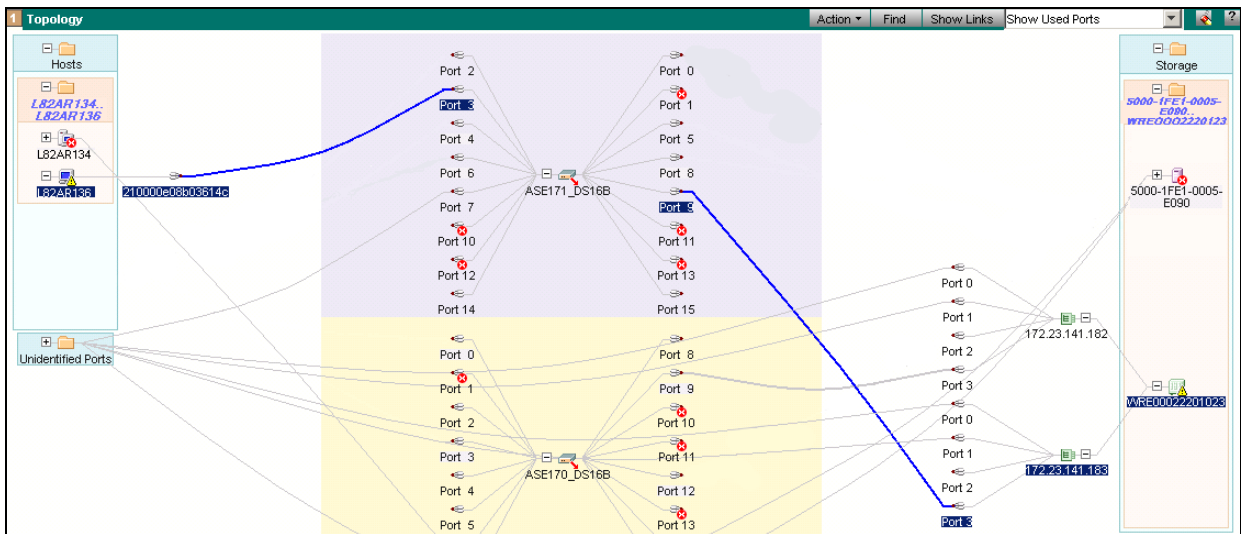 1 Topology
Action Find Show Links Show Used Ports ?
Hosts
L82AR134..
L82AR136
L82AR134
L82AR136
210000e08b03614c
Unidentified Ports
Port 2
Port 3
Port 4
Port 6
Port 7
Port 10
Port 12
Port 14
ASE171_DS16B
Port 0
Port 1
Port 5
Port 8
Port 9
Port 11
Port 13
Port 15
Port 0
Port 1
Port 2
Port 3
Port 4
Port 5
ASE170_DS16B
Port 8
Port 9
Port 10
Port 11
Port 12
Port 13
Port 0
Port 1
Port 2
Port 3
172.23.141.182
Port 0
Port 1
Port 2
Port 3
172.23.141.183
Storage
5000-1FE1-0005-
E090..
WRE0002220123
5000-1FE1-0005-
E090
WRE00022201023